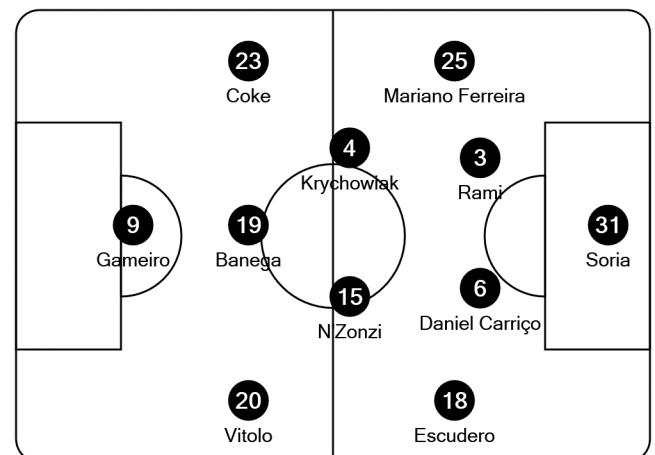 23
Coke
25
Mariano Ferreira
4
Krychowiak
3
Rami
9
Gameiro
19
Banega
31
Soria
15
N'Zonzi
6
Daniel Carriço
20
Vitolo
18
Escudero